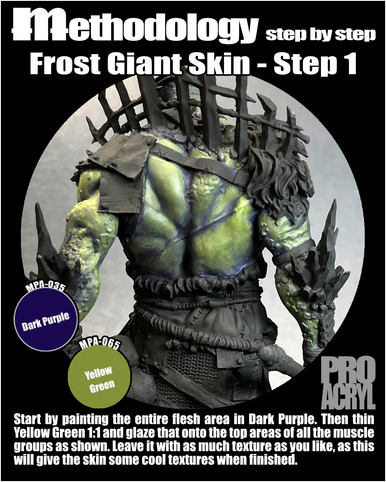 Methodology step by step
Frost Giant Skin - Step 1
MPA-035
Dark Purple
MPA-065
Yellow
Green
PRO
ACRYL
Start by painting the entire flesh area in Dark Purple. Then thin
Yellow Green 1:1 and glaze that onto the top areas of all the muscle
groups as shown. Leave it with as much texture as you like, as this
will give the skin some cool textures when finished.